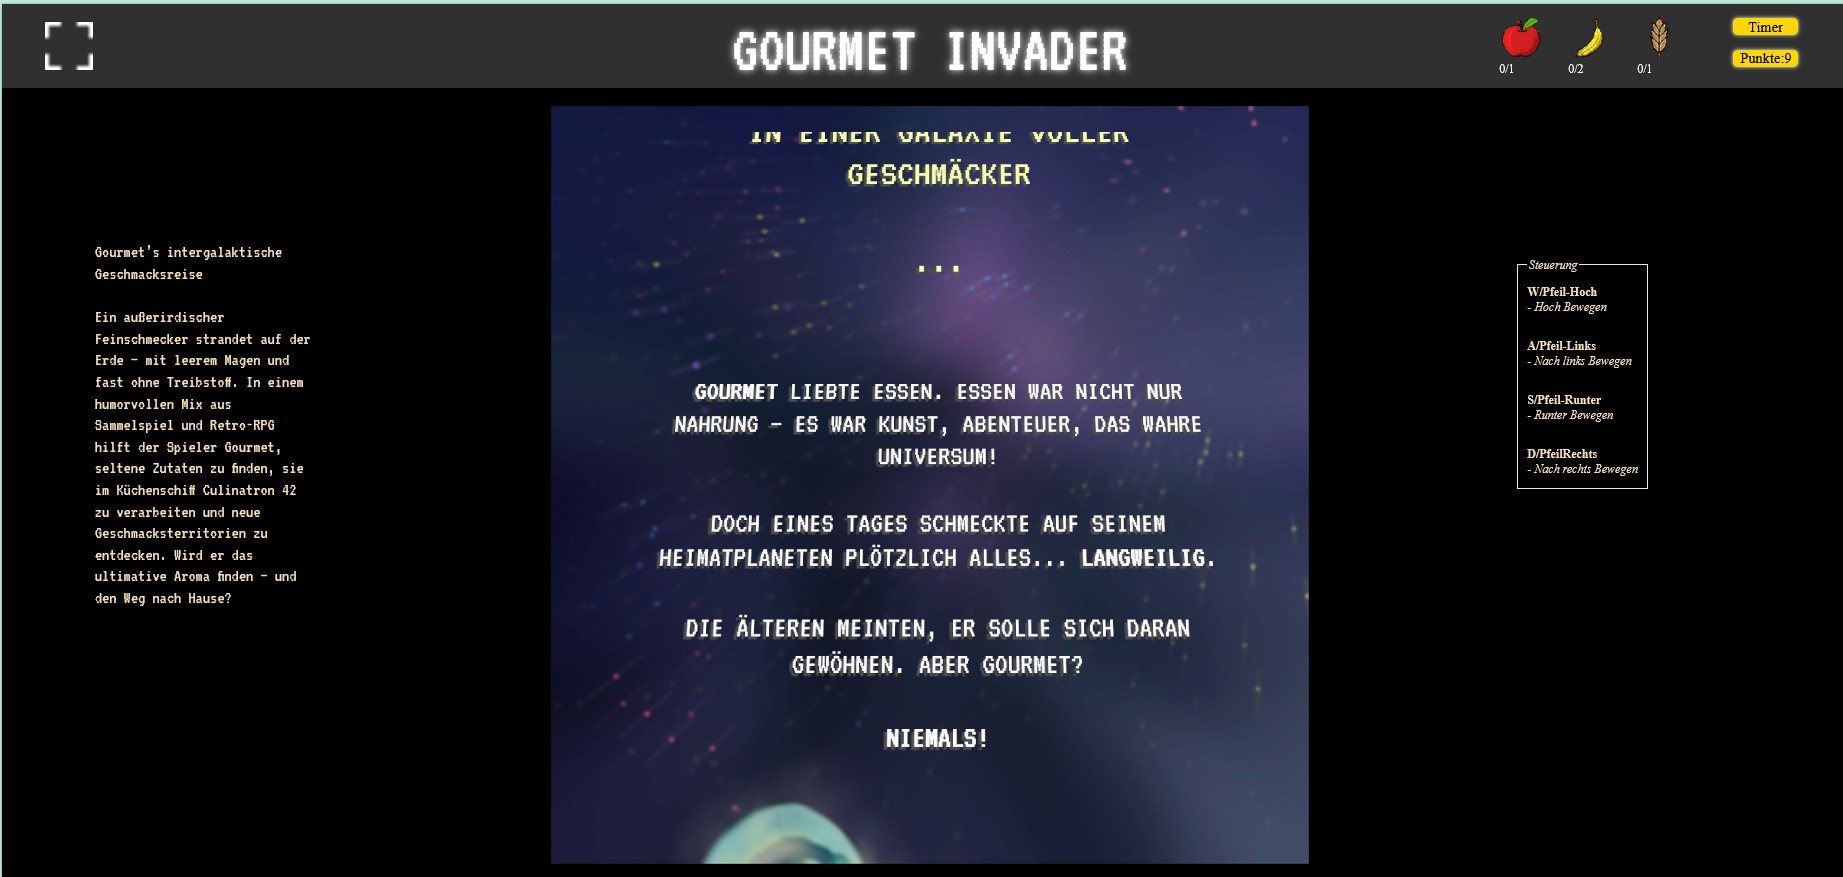 GOURMET INVADER
0/1
0/2
0/1
Timer
Punkte:9
IN EINER GALAXIE VOLLER
GESCHMÄCKER
...
GOURMET LIEBTE ESSEN. ESSEN WAR NICHT NUR
NAHRUNG – ES WAR KUNST, ABENTEUER, DAS WAHRE
UNIVERSUM!
DOCH EINES TAGES SCHMECKTE AUF SEINEM
HEIMATPLANETEN PLÖTZLICH ALLES... LANGWEILIG.
DIE ÄLTEREN MEINTEN, ER SOLLE SICH DARAN
GEWÖHNEN. ABER GOURMET?
NIEMALS!
Gourmet's intergalaktische
Geschmacksreise
Ein außerirdischer
Feinschmecker strandet auf der
Erde – mit leerem Magen und
fast ohne Treibstoff. In einem
humorvollen Mix aus
Sammelspiel und Retro-RPG
hilft der Spieler Gourmet,
seltene Zutaten zu finden, sie
im Küchenschiff Culinatron 42
zu verarbeiten und neue
Geschmacksterritorien zu
entdecken. Wird er das
ultimative Aroma finden – und
den Weg nach Hause?
Steuerung
W/Pfeil-Hoch
- Hoch Bewegen
A/Pfeil-Links
- Nach links Bewegen
S/Pfeil-Runter
- Runter Bewegen
D/PfeilRechts
- Nach rechts Bewegen